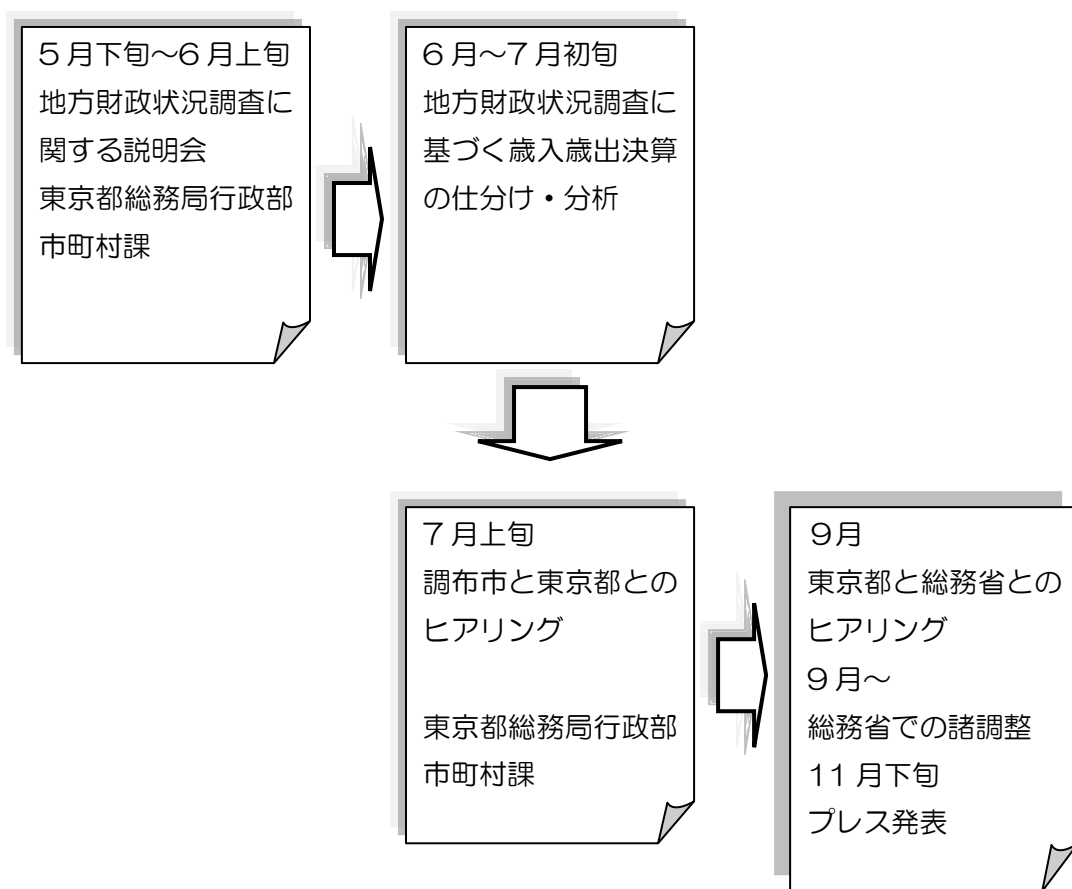 5月下旬～6月上旬
地方財政状況調査に
関する説明会
東京都総務局行政部
市町村課
6月～7月初旬
地方財政状況調査に
基づく歳入歳出決算
の仕分け・分析
7月上旬
調布市と東京都との
ヒアリング
東京都総務局行政部
市町村課
9月
東京都と総務省との
ヒアリング
9月～
総務省での諸調整
11月下旬
プレス発表